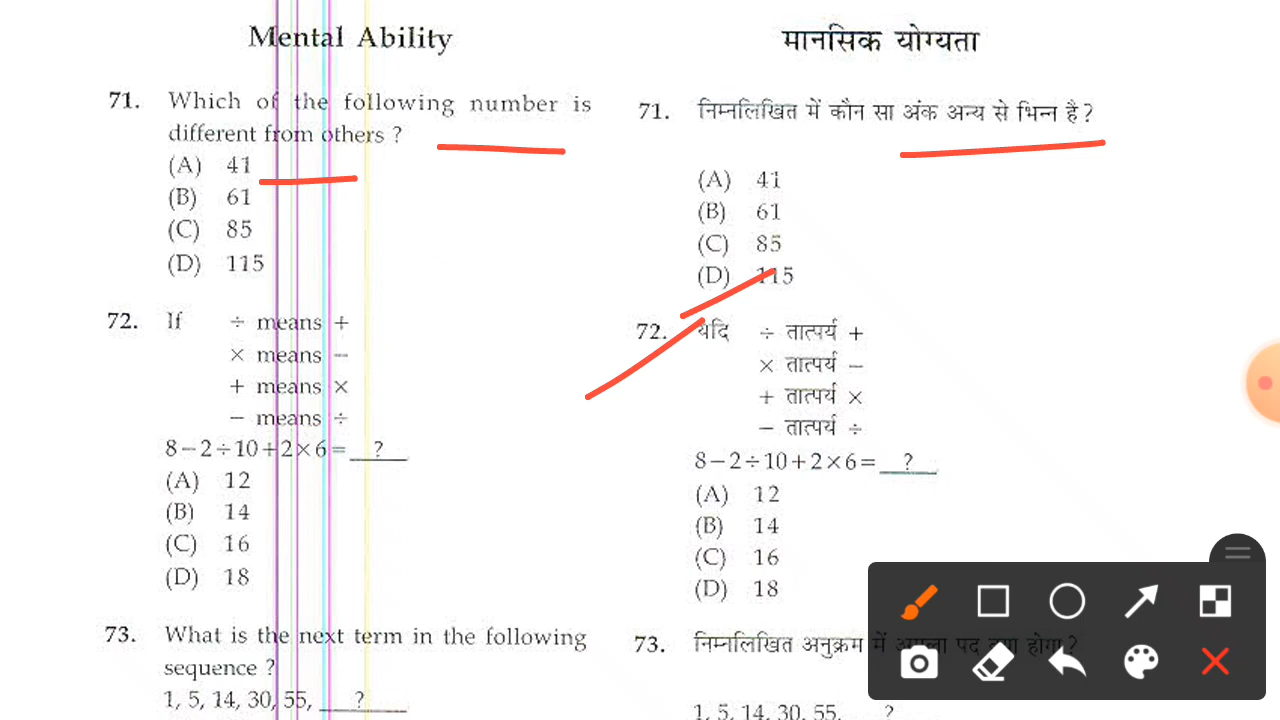 Mental Ability
71. Which of the following number is
different from others ?
(A) 41
(B) 61
(C) 85
(D) 115
72. If ÷ means +
× means −
+ means ×
− means ÷
8−2÷10+2×6= ?
(A) 12
(B) 14
(C) 16
(D) 18
73. What is the next term in the following
sequence ?
1, 5, 14, 30, 55, ?
मानसिक योग्यता
71. निम्नलिखित में कौन सा अंक अन्य से भिन्न है ?
(A) 41
(B) 61
(C) 85
(D) 115
72. यदि ÷ तात्पर्य +
× तात्पर्य −
+ तात्पर्य ×
− तात्पर्य ÷
8−2÷10+2×6= ?
(A) 12
(B) 14
(C) 16
(D) 18
73. निम्नलिखित अनुक्रम में अगला पद क्या होगा ?
1, 5, 14, 30, 55, ?